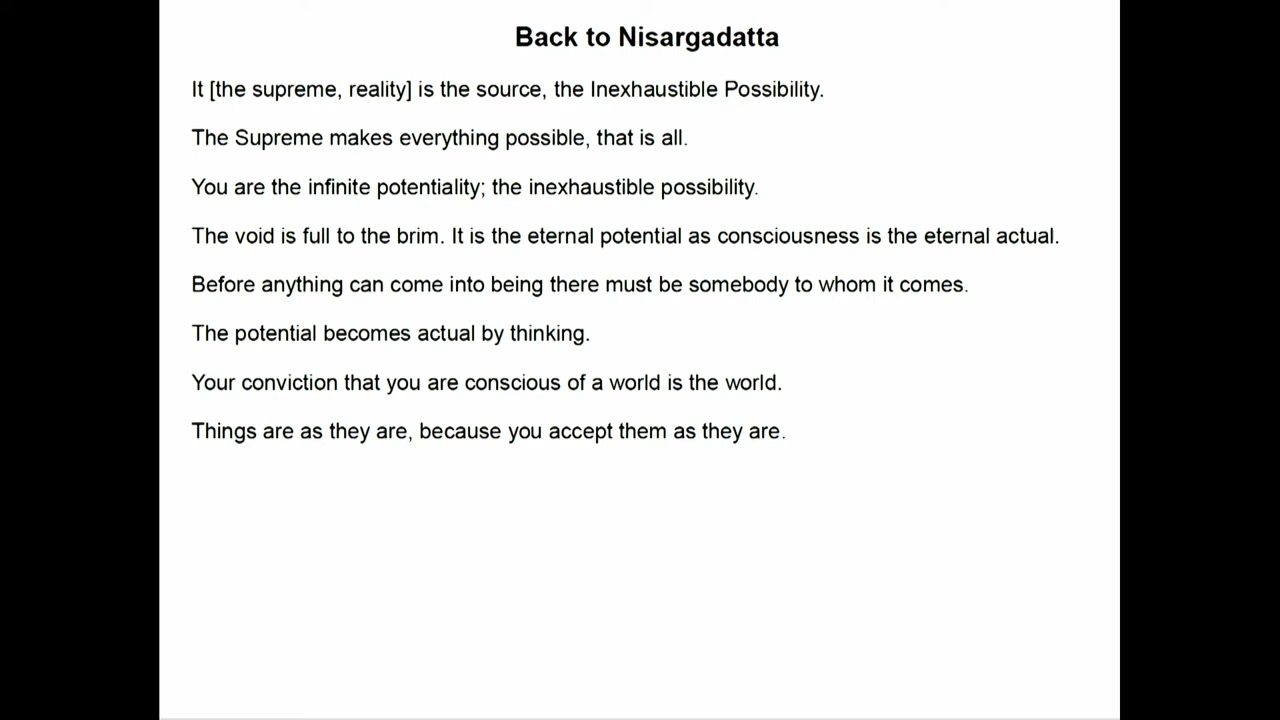 Back to Nisargadatta
It [the supreme, reality] is the source, the Inexhaustible Possibility.
The Supreme makes everything possible, that is all.
You are the infinite potentiality; the inexhaustible possibility.
The void is full to the brim. It is the eternal potential as consciousness is the eternal actual.
Before anything can come into being there must be somebody to whom it comes.
The potential becomes actual by thinking.
Your conviction that you are conscious of a world is the world.
Things are as they are, because you accept them as they are.